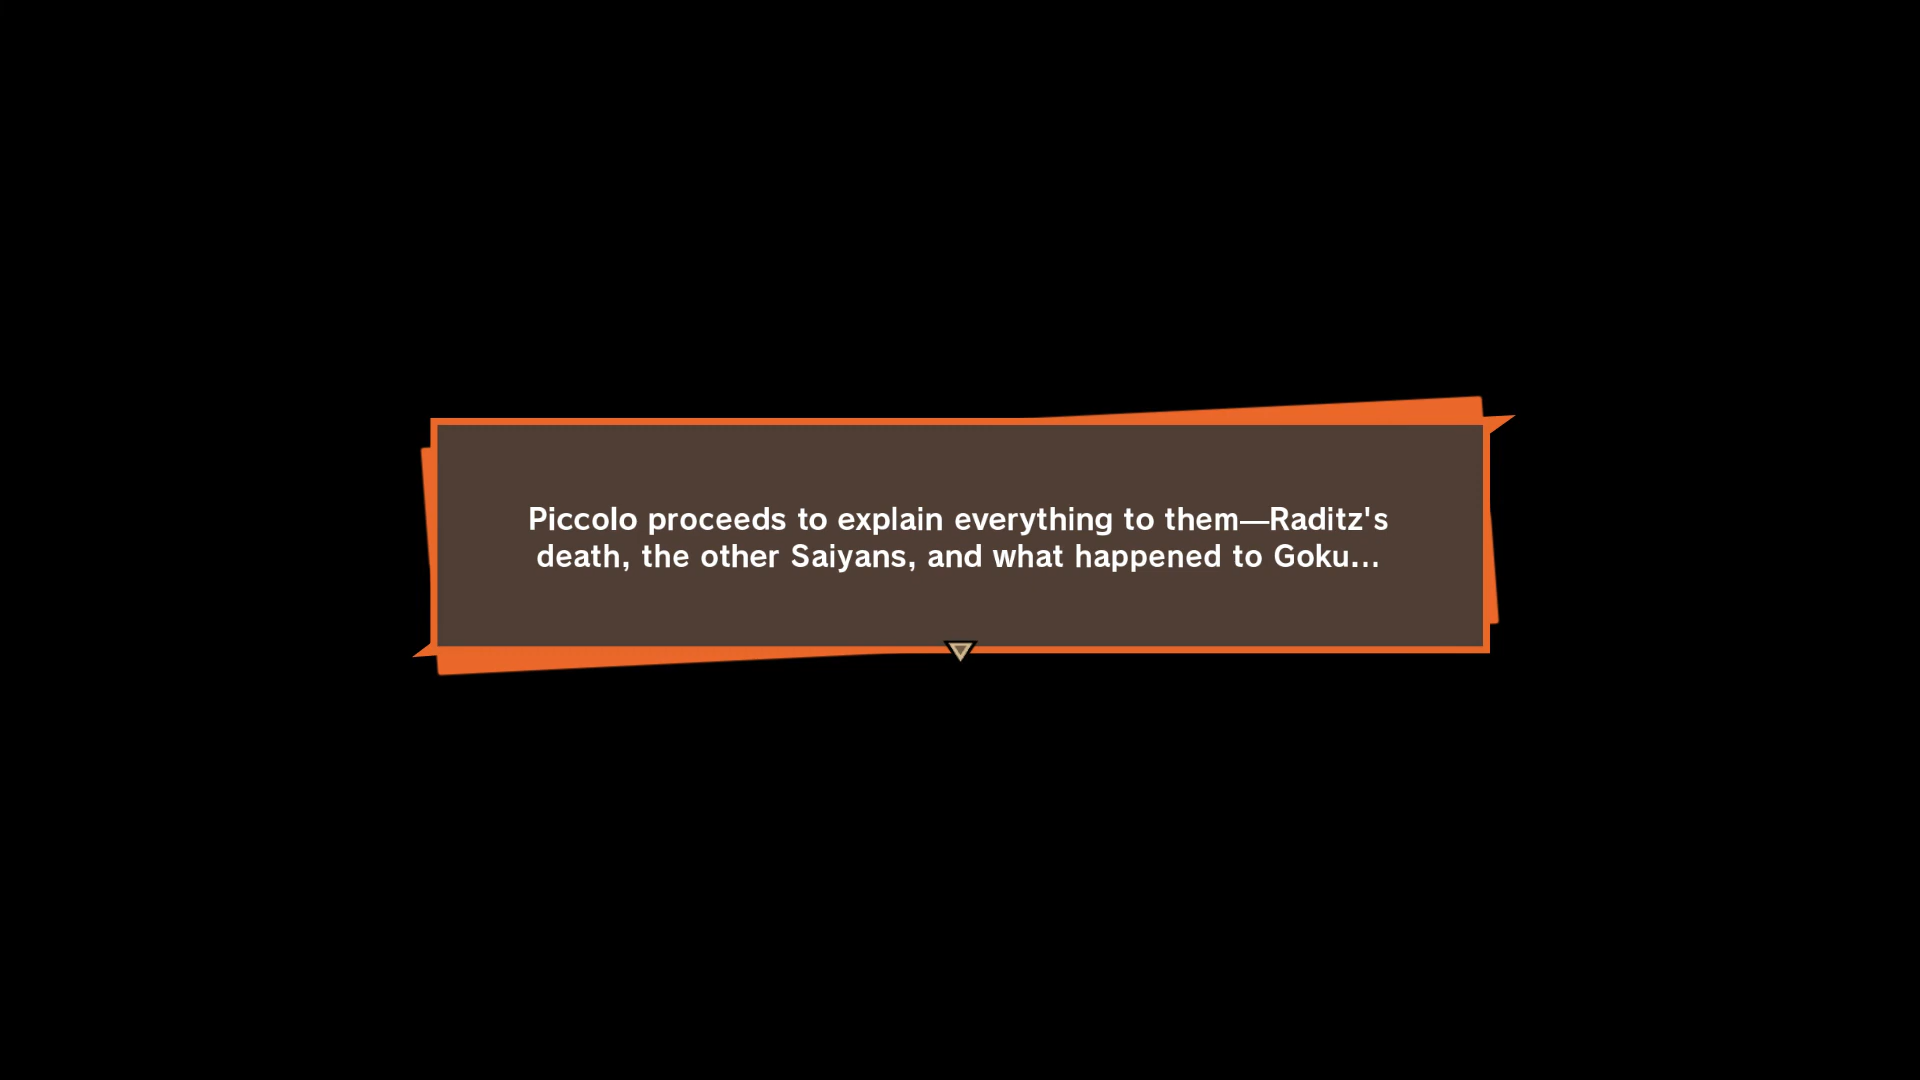 Piccolo proceeds to explain everything to them—Raditz's
death, the other Saiyans, and what happened to Goku...